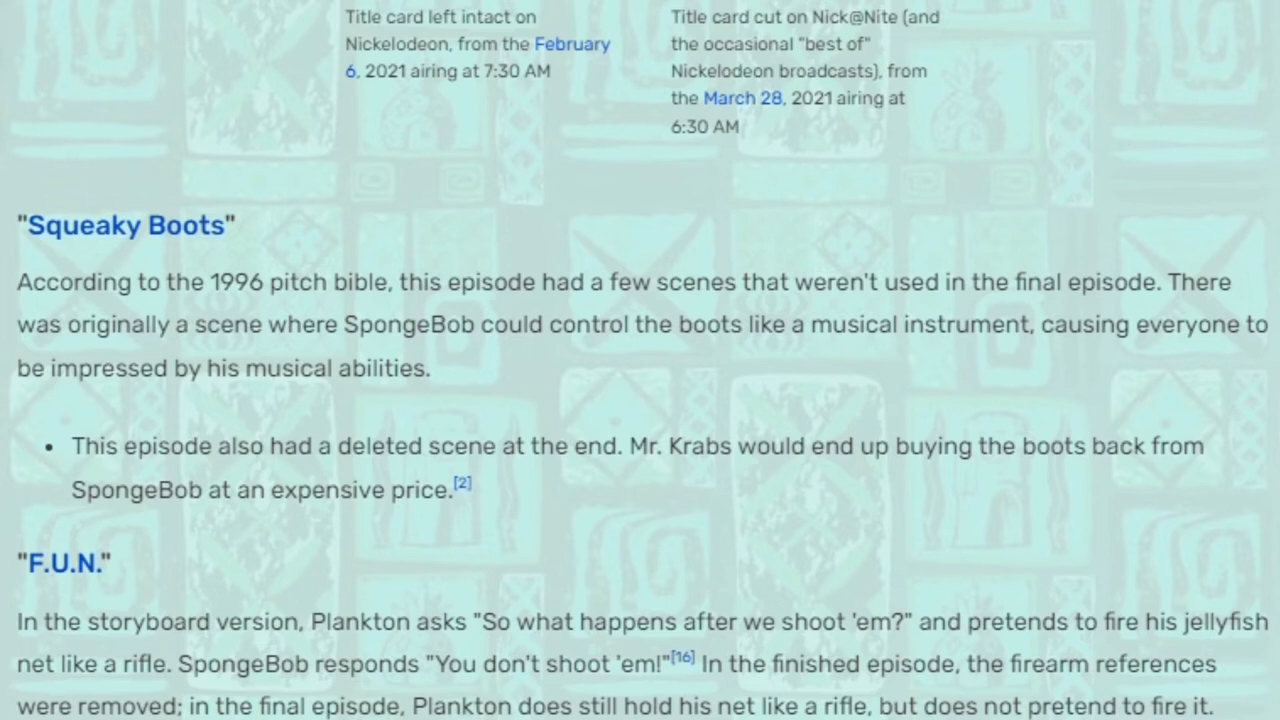 Title card left intact on
Nickelodeon, from the February
6, 2021 airing at 7:30 AM
Title card cut on Nick@Nite (and
the occasional "best of"
Nickelodeon broadcasts), from
the March 28, 2021 airing at
6:30 AM
"Squeaky Boots"
According to the 1996 pitch bible, this episode had a few scenes that weren't used in the final episode. There
was originally a scene where SpongeBob could control the boots like a musical instrument, causing everyone to
be impressed by his musical abilities.
• This episode also had a deleted scene at the end. Mr. Krabs would end up buying the boots back from
SpongeBob at an expensive price.[2]
"F.U.N."
In the storyboard version, Plankton asks "So what happens after we shoot 'em?" and pretends to fire his jellyfish
net like a rifle. SpongeBob responds "You don't shoot 'em!"[16] In the finished episode, the firearm references
were removed; in the final episode, Plankton does still hold his net like a rifle, but does not pretend to fire it.